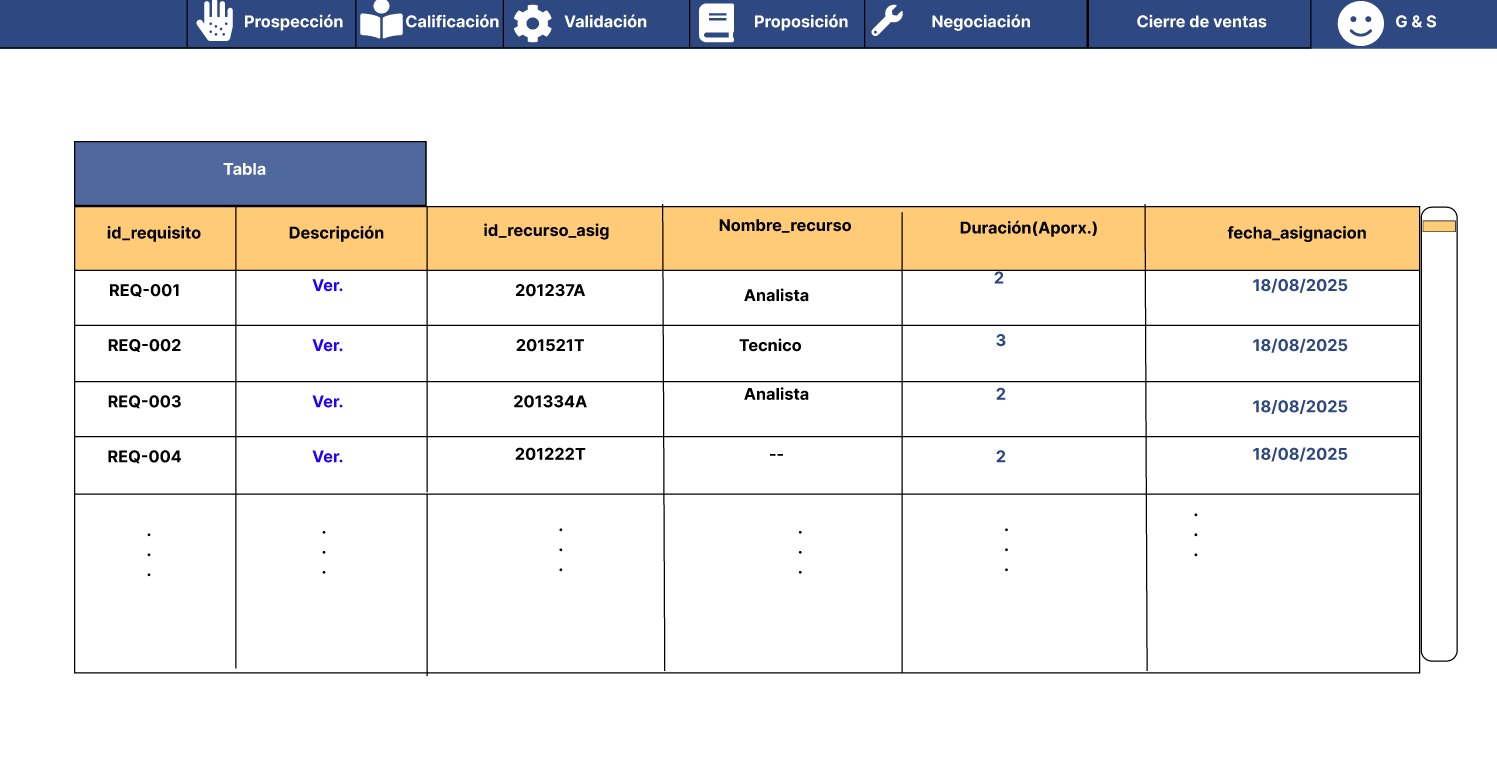 Prospección Calificación Validación Proposición Negociación Cierre de ventas G & S
Tabla
id_requisito Descripción id_recurso_asig Nombre_recurso Duración(Aporx.) fecha_asignacion
REQ-001 Ver. 201237A Analista 2 18/08/2025
REQ-002 Ver. 201521T Tecnico 3 18/08/2025
REQ-003 Ver. 201334A Analista 2 18/08/2025
REQ-004 Ver. 201222T -- 2 18/08/2025
. . . . . .
. . . . . .
. . . . . .